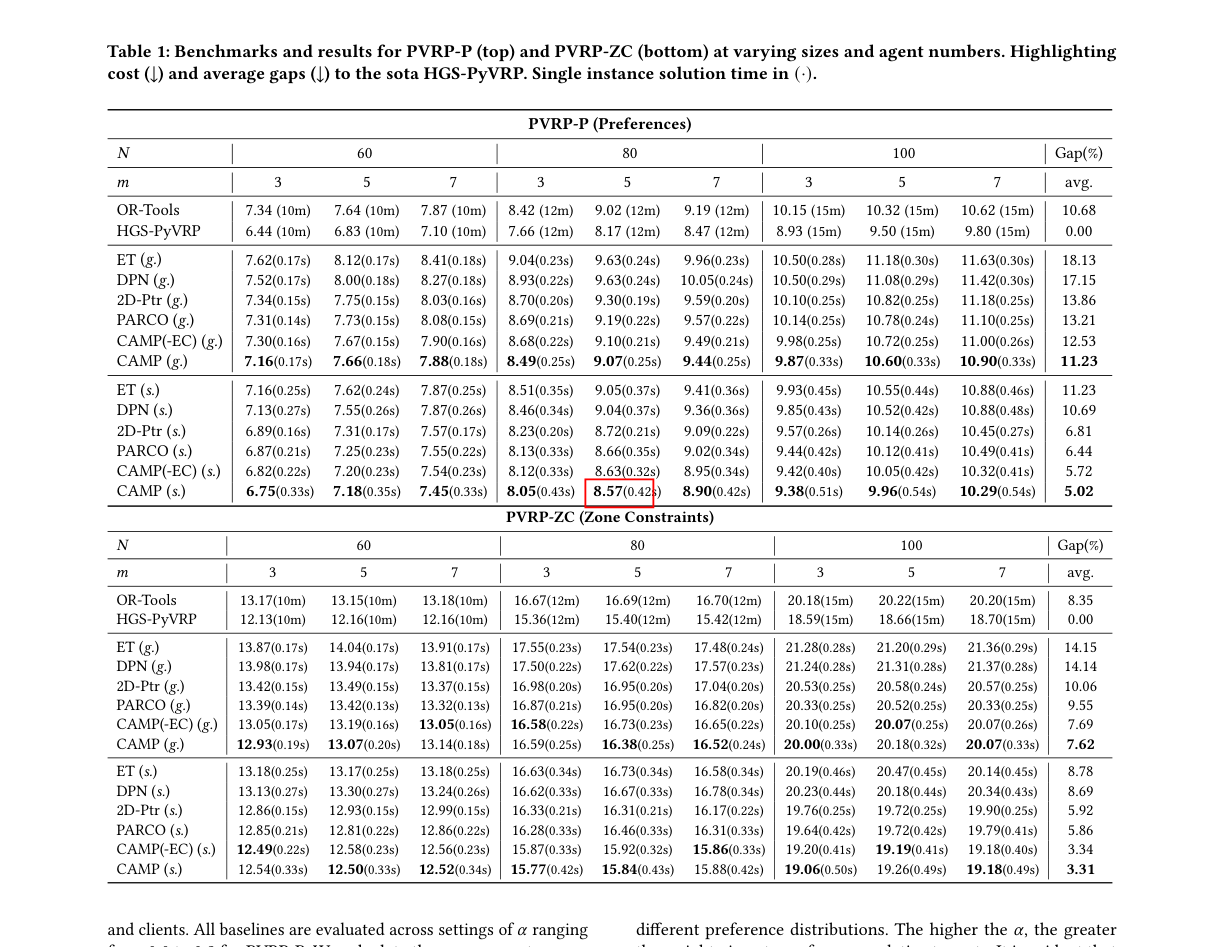 Table 1: Benchmarks and results for PVRP-P (top) and PVRP-ZC (bottom) at varying sizes and agent numbers. Highlighting
cost (↓) and average gaps (↓) to the sota HGS-PyVRP. Single instance solution time in (·).
PVRP-P (Preferences)
N 60 80 100 Gap(%)
m 3 5 7 3 5 7 3 5 7 avg.
OR-Tools 7.34 (10m) 7.64 (10m) 7.87 (10m) 8.42 (12m) 9.02 (12m) 9.19 (12m) 10.15 (15m) 10.32 (15m) 10.62 (15m) 10.68
HGS-PyVRP 6.44 (10m) 6.83 (10m) 7.10 (10m) 7.66 (12m) 8.17 (12m) 8.47 (12m) 8.93 (15m) 9.50 (15m) 9.80 (15m) 0.00
ET (g.) 7.62(0.17s) 8.12(0.17s) 8.41(0.18s) 9.04(0.23s) 9.63(0.24s) 9.96(0.23s) 10.50(0.28s) 11.18(0.30s) 11.63(0.30s) 18.13
DPN (g.) 7.52(0.17s) 8.00(0.18s) 8.27(0.18s) 8.93(0.22s) 9.63(0.24s) 10.05(0.24s) 10.50(0.29s) 11.08(0.29s) 11.42(0.30s) 17.15
2D-Ptr (g.) 7.34(0.15s) 7.75(0.15s) 8.03(0.16s) 8.70(0.20s) 9.30(0.19s) 9.59(0.20s) 10.10(0.25s) 10.82(0.25s) 11.18(0.25s) 13.86
PARCO (g.) 7.31(0.14s) 7.73(0.15s) 8.08(0.15s) 8.69(0.21s) 9.19(0.22s) 9.57(0.22s) 10.14(0.25s) 10.78(0.24s) 11.10(0.25s) 13.21
CAMP(-EC) (g.) 7.30(0.16s) 7.67(0.15s) 7.90(0.16s) 8.68(0.22s) 9.10(0.21s) 9.49(0.21s) 9.98(0.25s) 10.72(0.25s) 11.00(0.26s) 12.53
CAMP (g.) 7.16(0.17s) 7.66(0.18s) 7.88(0.18s) 8.49(0.25s) 9.07(0.25s) 9.44(0.25s) 9.87(0.33s) 10.60(0.33s) 10.90(0.33s) 11.23
ET (s.) 7.16(0.25s) 7.62(0.24s) 7.87(0.25s) 8.51(0.35s) 9.05(0.37s) 9.41(0.36s) 9.93(0.45s) 10.55(0.44s) 10.88(0.46s) 11.23
DPN (s.) 7.13(0.27s) 7.55(0.26s) 7.87(0.26s) 8.46(0.34s) 9.04(0.37s) 9.36(0.36s) 9.85(0.43s) 10.52(0.42s) 10.88(0.48s) 10.69
2D-Ptr (s.) 6.89(0.16s) 7.31(0.17s) 7.57(0.17s) 8.23(0.20s) 8.72(0.21s) 9.09(0.22s) 9.57(0.26s) 10.14(0.26s) 10.45(0.27s) 6.81
PARCO (s.) 6.87(0.21s) 7.25(0.23s) 7.55(0.22s) 8.13(0.33s) 8.66(0.35s) 9.02(0.34s) 9.44(0.42s) 10.12(0.41s) 10.49(0.41s) 6.44
CAMP(-EC) (s.) 6.82(0.22s) 7.20(0.23s) 7.54(0.23s) 8.12(0.33s) 8.63(0.32s) 8.95(0.34s) 9.42(0.40s) 10.05(0.42s) 10.32(0.41s) 5.72
CAMP (s.) 6.75(0.33s) 7.18(0.35s) 7.45(0.33s) 8.05(0.43s) 8.57(0.42s) 8.90(0.42s) 9.38(0.51s) 9.96(0.54s) 10.29(0.54s) 5.02
PVRP-ZC (Zone Constraints)
N 60 80 100 Gap(%)
m 3 5 7 3 5 7 3 5 7 avg.
OR-Tools 13.17(10m) 13.15(10m) 13.18(10m) 16.67(12m) 16.69(12m) 16.70(12m) 20.18(15m) 20.22(15m) 20.20(15m) 8.35
HGS-PyVRP 12.13(10m) 12.16(10m) 12.16(10m) 15.36(12m) 15.40(12m) 15.42(12m) 18.59(15m) 18.66(15m) 18.70(15m) 0.00
ET (g.) 13.87(0.17s) 14.04(0.17s) 13.91(0.17s) 17.55(0.23s) 17.54(0.23s) 17.48(0.24s) 21.28(0.28s) 21.20(0.29s) 21.36(0.29s) 14.15
DPN (g.) 13.98(0.17s) 13.94(0.17s) 13.81(0.17s) 17.50(0.22s) 17.62(0.22s) 17.57(0.23s) 21.24(0.28s) 21.31(0.28s) 21.37(0.28s) 14.14
2D-Ptr (g.) 13.42(0.15s) 13.49(0.15s) 13.37(0.15s) 16.98(0.20s) 16.95(0.20s) 17.04(0.20s) 20.53(0.25s) 20.58(0.24s) 20.57(0.25s) 10.06
PARCO (g.) 13.39(0.14s) 13.42(0.13s) 13.32(0.13s) 16.87(0.21s) 16.95(0.20s) 16.82(0.20s) 20.33(0.25s) 20.52(0.25s) 20.33(0.25s) 9.55
CAMP(-EC) (g.) 13.05(0.17s) 13.19(0.16s) 13.05(0.16s) 16.58(0.22s) 16.73(0.23s) 16.65(0.22s) 20.10(0.25s) 20.07(0.25s) 20.07(0.26s) 7.69
CAMP (g.) 12.93(0.19s) 13.07(0.20s) 13.14(0.18s) 16.59(0.25s) 16.38(0.25s) 16.52(0.24s) 20.00(0.33s) 20.18(0.32s) 20.07(0.33s) 7.62
ET (s.) 13.18(0.25s) 13.17(0.25s) 13.18(0.25s) 16.63(0.34s) 16.73(0.34s) 16.58(0.34s) 20.19(0.46s) 20.47(0.45s) 20.14(0.45s) 8.78
DPN (s.) 13.13(0.27s) 13.30(0.27s) 13.24(0.26s) 16.62(0.33s) 16.67(0.33s) 16.78(0.34s) 20.23(0.44s) 20.18(0.44s) 20.34(0.43s) 8.69
2D-Ptr (s.) 12.86(0.15s) 12.93(0.15s) 12.99(0.15s) 16.33(0.21s) 16.31(0.21s) 16.17(0.22s) 19.76(0.25s) 19.72(0.25s) 19.90(0.25s) 5.92
PARCO (s.) 12.85(0.21s) 12.81(0.22s) 12.86(0.22s) 16.28(0.33s) 16.46(0.33s) 16.31(0.33s) 19.64(0.42s) 19.72(0.42s) 19.79(0.41s) 5.86
CAMP(-EC) (s.) 12.49(0.22s) 12.58(0.23s) 12.56(0.23s) 15.87(0.33s) 15.92(0.32s) 15.86(0.33s) 19.20(0.41s) 19.19(0.41s) 19.18(0.40s) 3.34
CAMP (s.) 12.54(0.33s) 12.50(0.33s) 12.52(0.34s) 15.77(0.42s) 15.84(0.43s) 15.88(0.42s) 19.06(0.50s) 19.26(0.49s) 19.18(0.49s) 3.31
and clients. All baselines are evaluated across settings of α ranging
different preference distributions. The higher the α, the greater